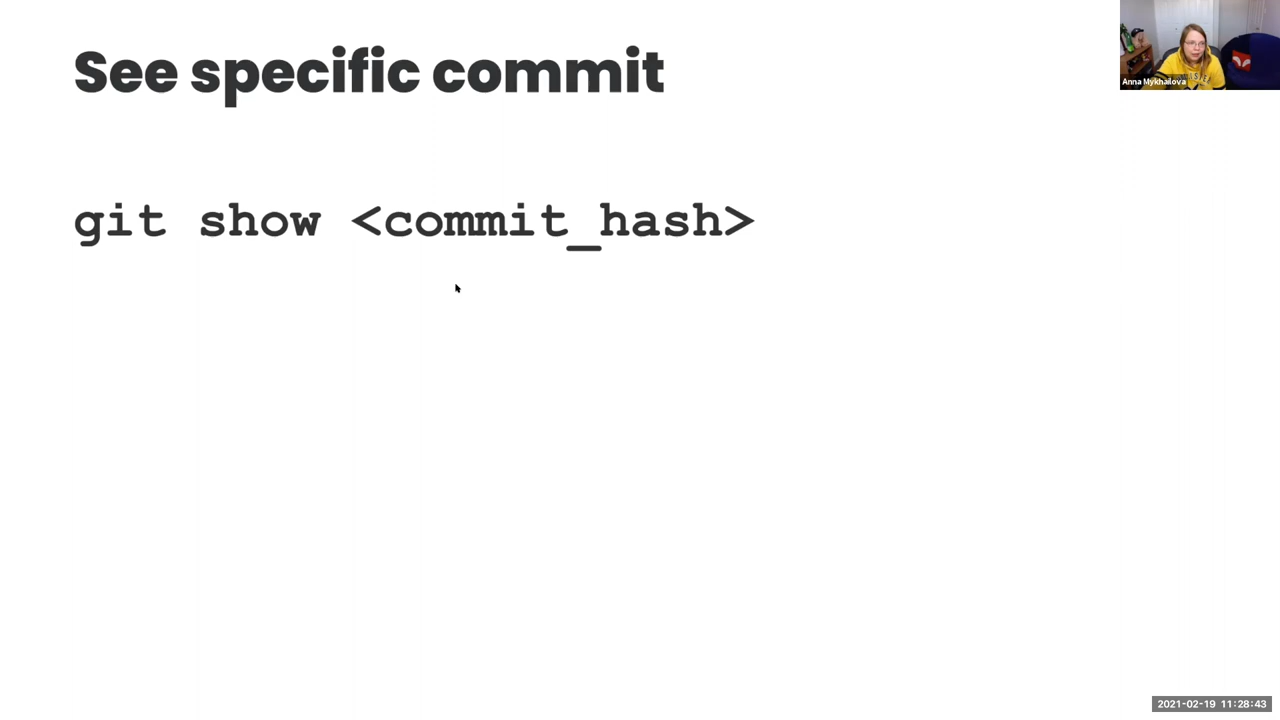 See specific commit
git show <commit_hash>
Anna Mykhailova
2021-02-19 11:28:43